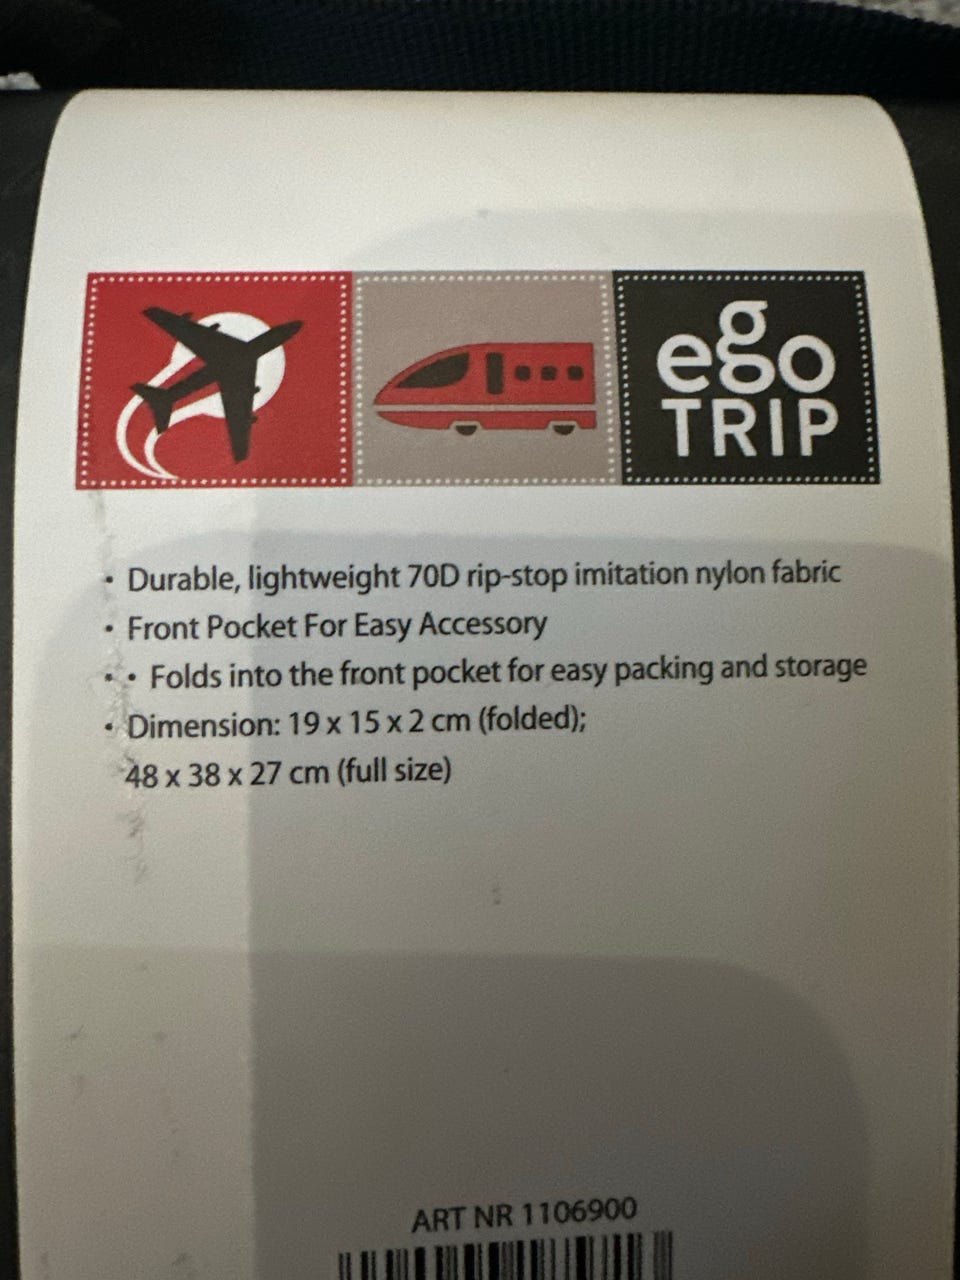 ego
TRIP
• Durable, lightweight 70D rip-stop imitation nylon fabric
• Front Pocket For Easy Accessory
• • Folds into the front pocket for easy packing and storage
• Dimension: 19 x 15 x 2 cm (folded);
48 x 38 x 27 cm (full size)
ART NR 1106900